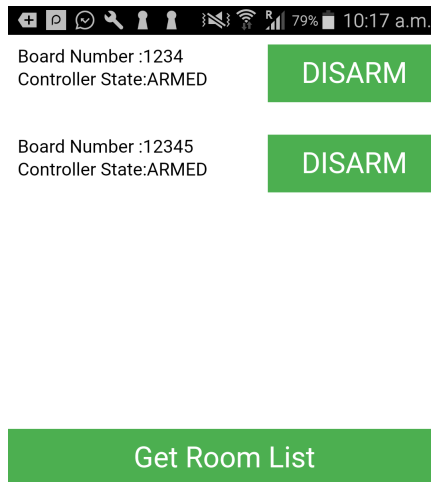 R 79% 10:17 a.m.
Board Number :1234
Controller State:ARMED
DISARM
Board Number :12345
Controller State:ARMED
DISARM
Get Room List